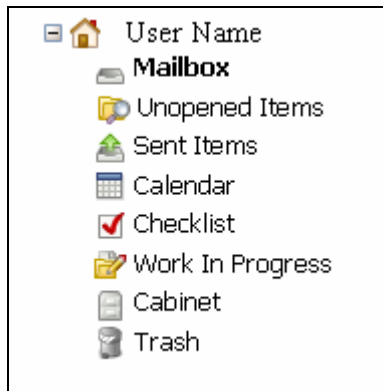 User Name
Mailbox
Unopened Items
Sent Items
Calendar
Checklist
Work In Progress
Cabinet
Trash